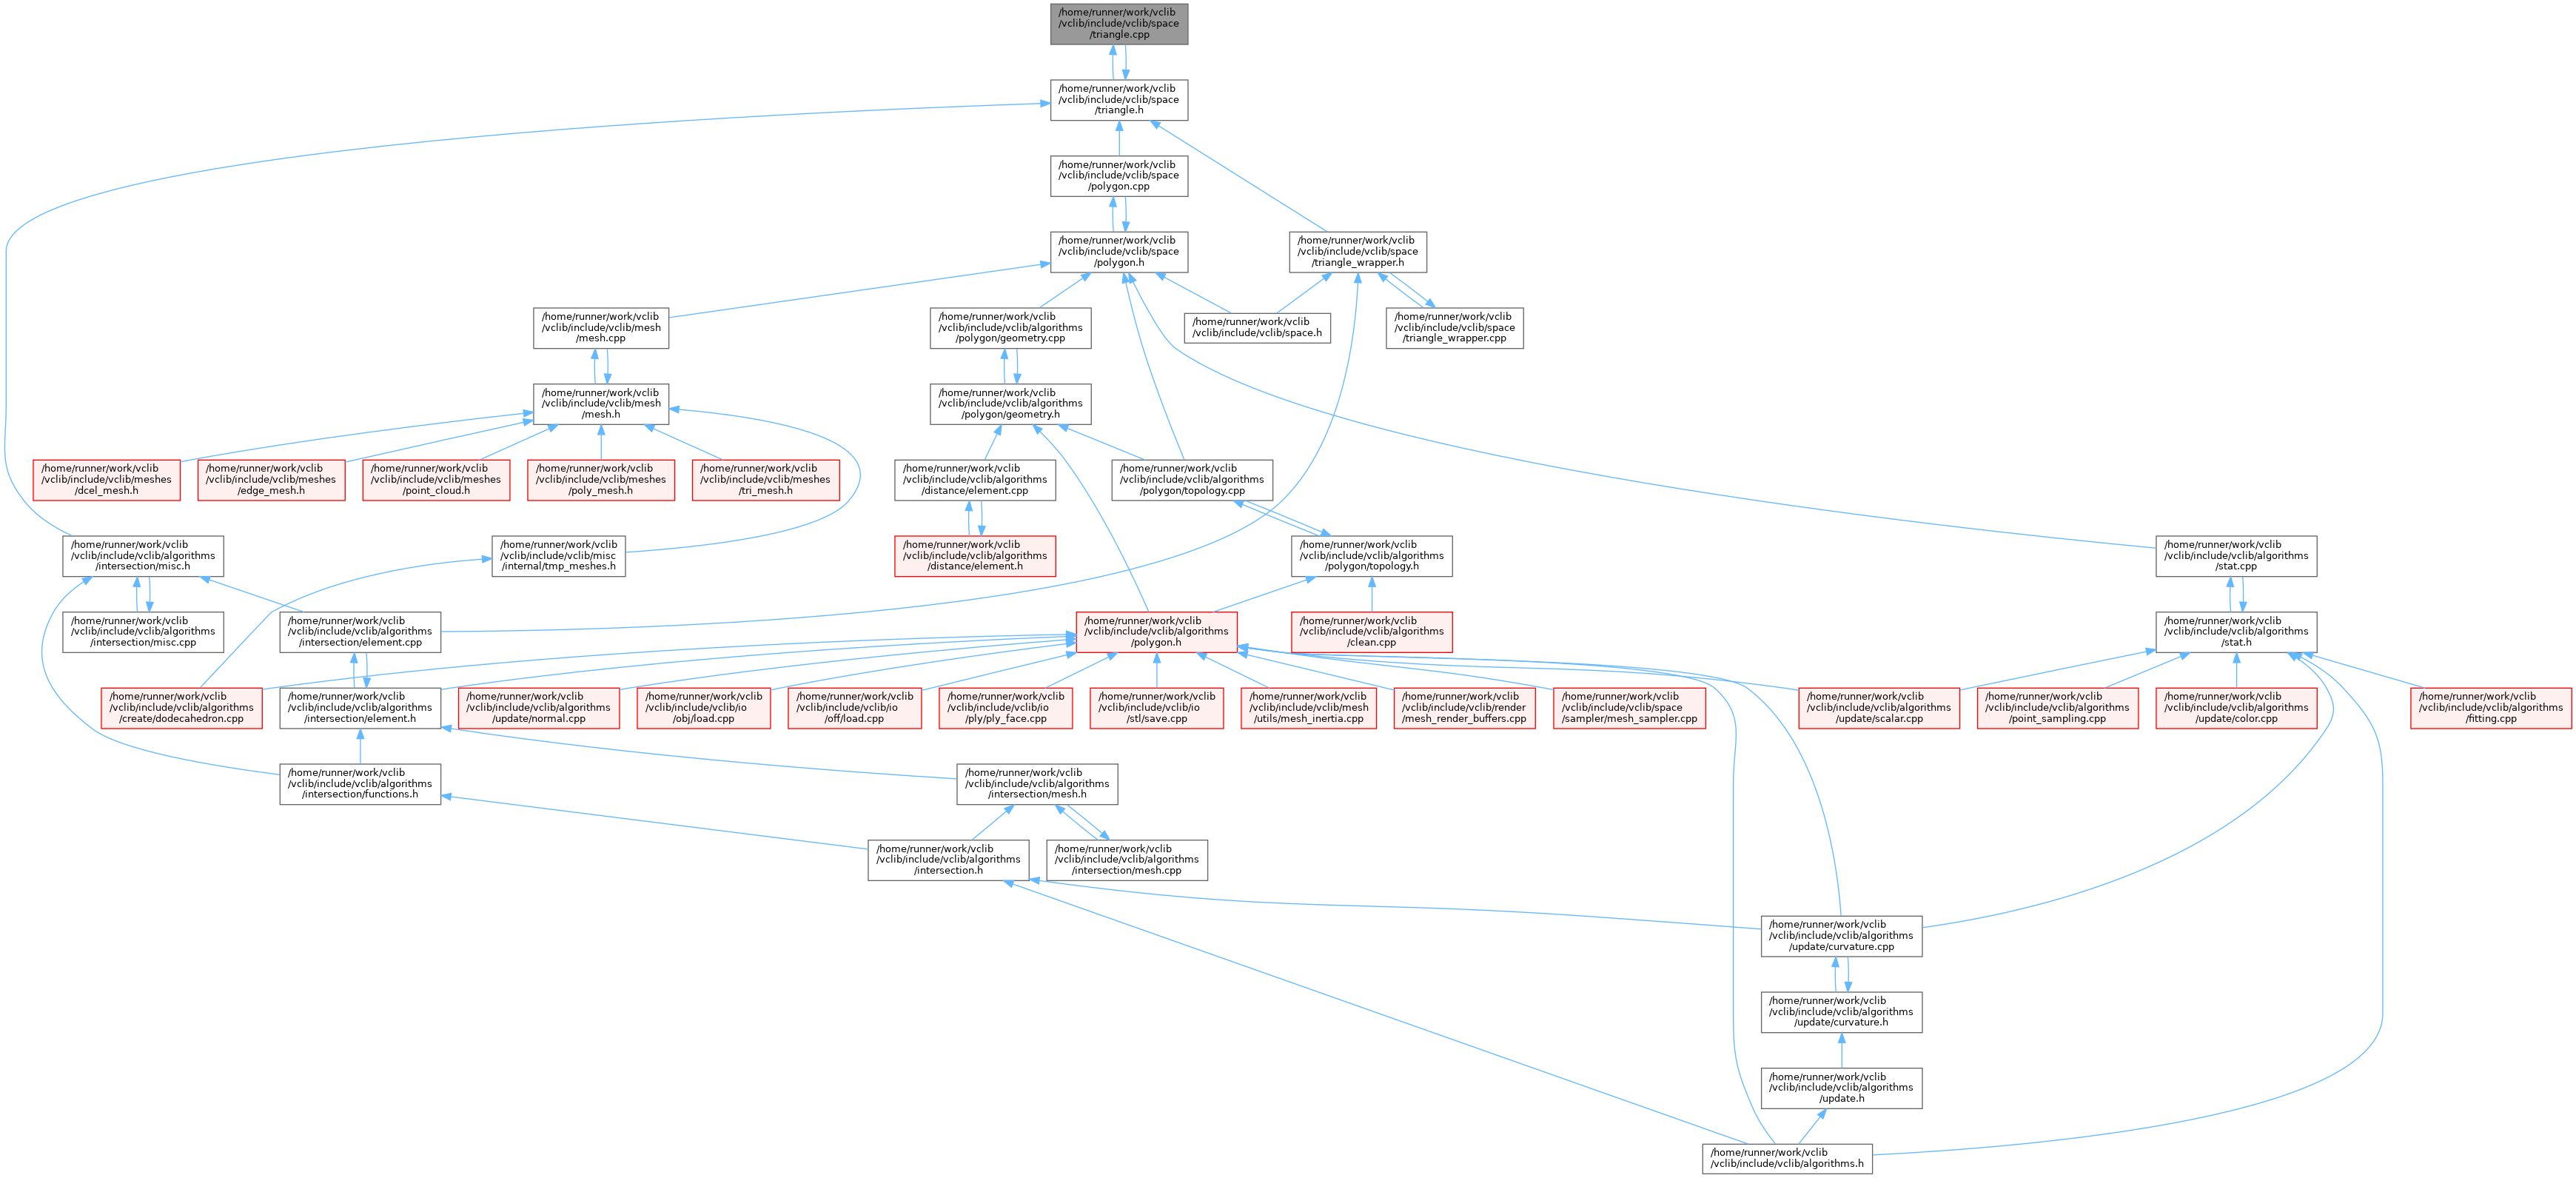 /home/runner/work/vclib
/vclib/include/vclib/space
/triangle.cpp
/home/runner/work/vclib
/vclib/include/vclib/space
/triangle.h
/home/runner/work/vclib
/vclib/include/vclib/space
/polygon.cpp
/home/runner/work/vclib
/vclib/include/vclib/space
/polygon.h
/home/runner/work/vclib
/vclib/include/vclib/space
/triangle_wrapper.h
/home/runner/work/vclib
/vclib/include/vclib/mesh
/mesh.cpp
/home/runner/work/vclib
/vclib/include/vclib/algorithms
/polygon/geometry.cpp
/home/runner/work/vclib
/vclib/include/vclib/space.h
/home/runner/work/vclib
/vclib/include/vclib/space
/triangle_wrapper.cpp
/home/runner/work/vclib
/vclib/include/vclib/mesh
/mesh.h
/home/runner/work/vclib
/vclib/include/vclib/algorithms
/polygon/geometry.h
/home/runner/work/vclib
/vclib/include/vclib/meshes
/dcel_mesh.h
/home/runner/work/vclib
/vclib/include/vclib/meshes
/edge_mesh.h
/home/runner/work/vclib
/vclib/include/vclib/meshes
/point_cloud.h
/home/runner/work/vclib
/vclib/include/vclib/meshes
/poly_mesh.h
/home/runner/work/vclib
/vclib/include/vclib/meshes
/tri_mesh.h
/home/runner/work/vclib
/vclib/include/vclib/algorithms
/distance/element.cpp
/home/runner/work/vclib
/vclib/include/vclib/algorithms
/polygon/topology.cpp
/home/runner/work/vclib
/vclib/include/vclib/algorithms
/intersection/misc.h
/home/runner/work/vclib
/vclib/include/vclib/misc
/internal/tmp_meshes.h
/home/runner/work/vclib
/vclib/include/vclib/algorithms
/distance/element.h
/home/runner/work/vclib
/vclib/include/vclib/algorithms
/polygon/topology.h
/home/runner/work/vclib
/vclib/include/vclib/algorithms
/stat.cpp
/home/runner/work/vclib
/vclib/include/vclib/algorithms
/intersection/misc.cpp
/home/runner/work/vclib
/vclib/include/vclib/algorithms
/intersection/element.cpp
/home/runner/work/vclib
/vclib/include/vclib/algorithms
/polygon.h
/home/runner/work/vclib
/vclib/include/vclib/algorithms
/clean.cpp
/home/runner/work/vclib
/vclib/include/vclib/algorithms
/stat.h
/home/runner/work/vclib
/vclib/include/vclib/algorithms
/create/dodecahedron.cpp
/home/runner/work/vclib
/vclib/include/vclib/algorithms
/intersection/element.h
/home/runner/work/vclib
/vclib/include/vclib/algorithms
/update/normal.cpp
/home/runner/work/vclib
/vclib/include/vclib/io
/obj/load.cpp
/home/runner/work/vclib
/vclib/include/vclib/io
/off/load.cpp
/home/runner/work/vclib
/vclib/include/vclib/io
/ply/ply_face.cpp
/home/runner/work/vclib
/vclib/include/vclib/io
/stl/save.cpp
/home/runner/work/vclib
/vclib/include/vclib/mesh
/utils/mesh_inertia.cpp
/home/runner/work/vclib
/vclib/include/vclib/render
/mesh_render_buffers.cpp
/home/runner/work/vclib
/vclib/include/vclib/space
/sampler/mesh_sampler.cpp
/home/runner/work/vclib
/vclib/include/vclib/algorithms
/update/scalar.cpp
/home/runner/work/vclib
/vclib/include/vclib/algorithms
/point_sampling.cpp
/home/runner/work/vclib
/vclib/include/vclib/algorithms
/update/color.cpp
/home/runner/work/vclib
/vclib/include/vclib/algorithms
/fitting.cpp
/home/runner/work/vclib
/vclib/include/vclib/algorithms
/intersection/functions.h
/home/runner/work/vclib
/vclib/include/vclib/algorithms
/intersection/mesh.h
/home/runner/work/vclib
/vclib/include/vclib/algorithms
/intersection.h
/home/runner/work/vclib
/vclib/include/vclib/algorithms
/intersection/mesh.cpp
/home/runner/work/vclib
/vclib/include/vclib/algorithms
/update/curvature.cpp
/home/runner/work/vclib
/vclib/include/vclib/algorithms
/update/curvature.h
/home/runner/work/vclib
/vclib/include/vclib/algorithms
/update.h
/home/runner/work/vclib
/vclib/include/vclib/algorithms.h